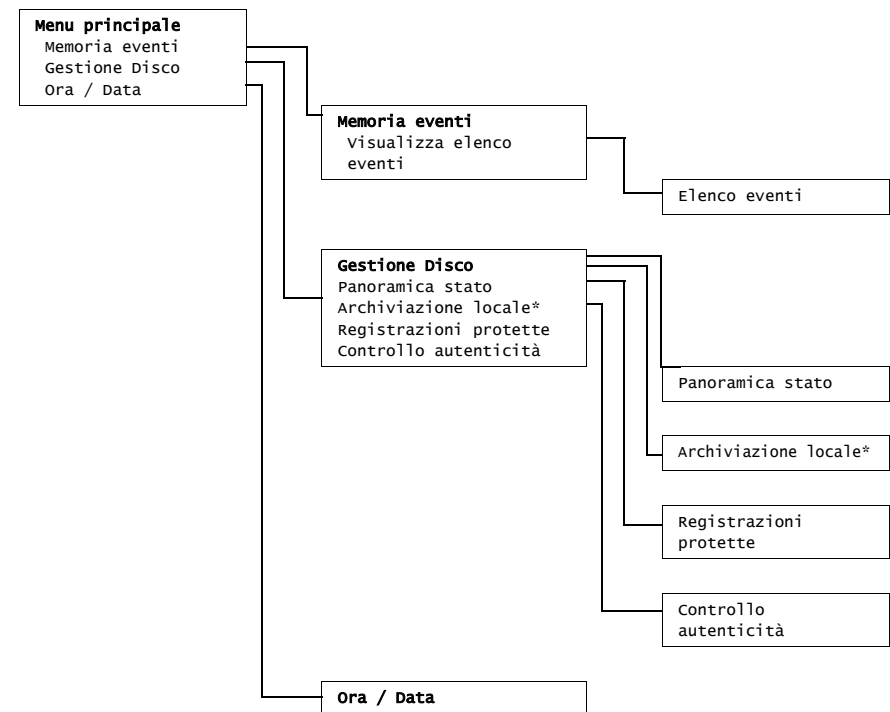 Menu principale
Memoria eventi
Gestione Disco
Ora / Data
Memoria eventi
Visualizza elenco
eventi
Elenco eventi
Gestione Disco
Panoramica stato
Archiviazione locale*
Registrazioni protette
Controllo autenticità
Panoramica stato
Archiviazione locale*
Registrazioni
protette
Controllo
autenticità
Ora / Data